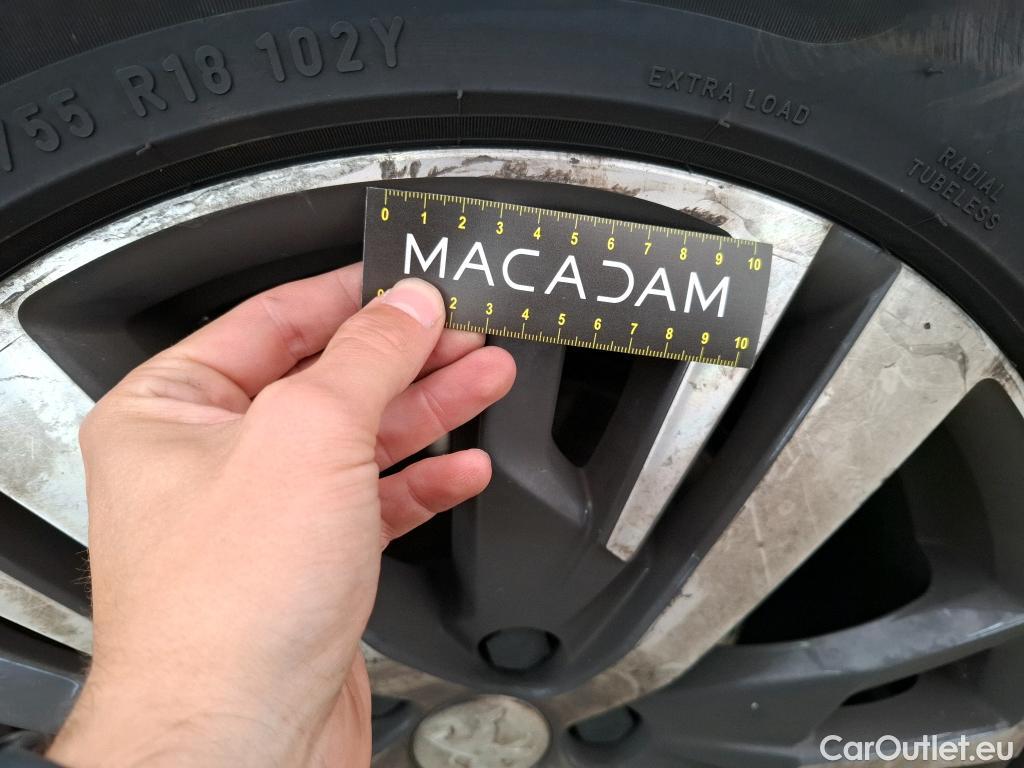 /55 R18 102Y
EXTRA LOAD
RADIAL
TUBELESS
0 1 2 3 4 5 6 7 8 9 10
MACADAM
0 2 3 4 5 6 7 8 9 10
CarOutlet.eu